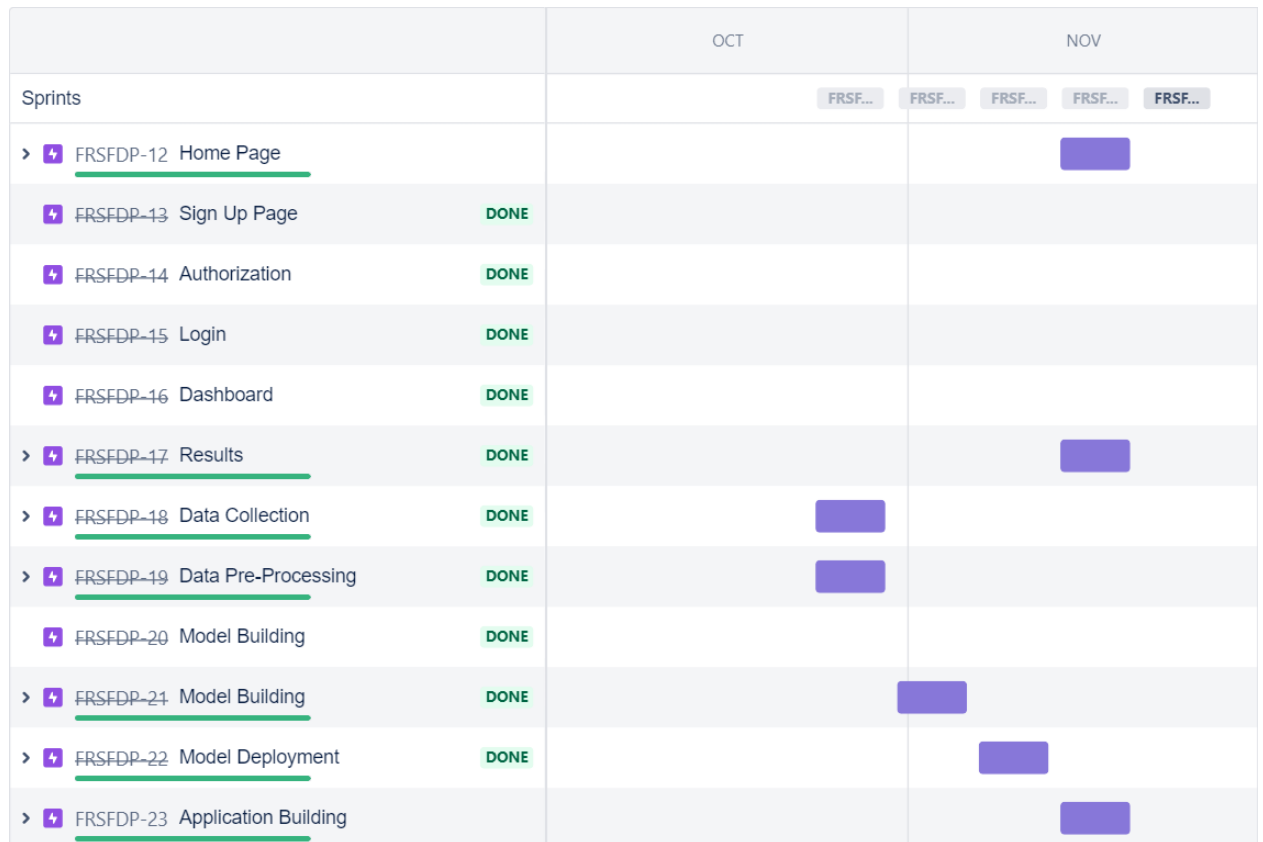 OCT NOV
Sprints FRSF... FRSF... FRSF... FRSF... FRSF...
FRSFDP-12 Home Page
FRSFDP-13 Sign Up Page DONE
FRSFDP-14 Authorization DONE
FRSFDP-15 Login DONE
FRSFDP-16 Dashboard DONE
FRSFDP-17 Results DONE
FRSFDP-18 Data Collection DONE
FRSFDP-19 Data Pre-Processing DONE
FRSFDP-20 Model Building DONE
FRSFDP-21 Model Building DONE
FRSFDP-22 Model Deployment DONE
FRSFDP-23 Application Building